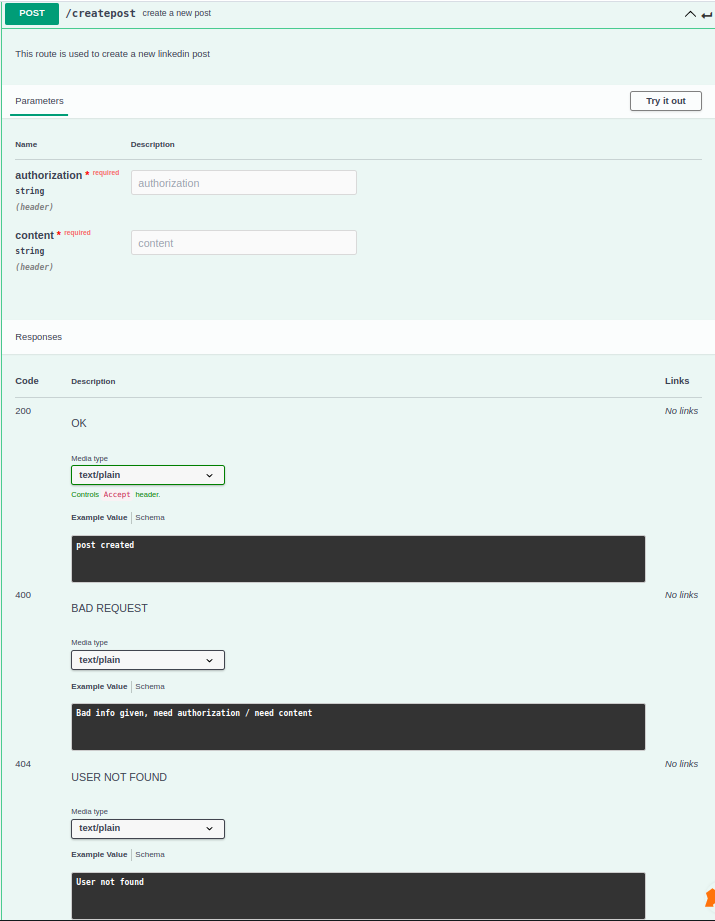 POST /createpost create a new post
This route is used to create a new linkedin post
Parameters
Try it out
Name Description
authorization * required
string
(header)
authorization
content * required
string
(header)
content
Responses
Code Description Links
200 No links
OK
Media type
text/plain
Controls Accept header.
Example Value | Schema
post created
400 No links
BAD REQUEST
Media type
text/plain
Example Value | Schema
Bad info given, need authorization / need content
404 No links
USER NOT FOUND
Media type
text/plain
Example Value | Schema
User not found